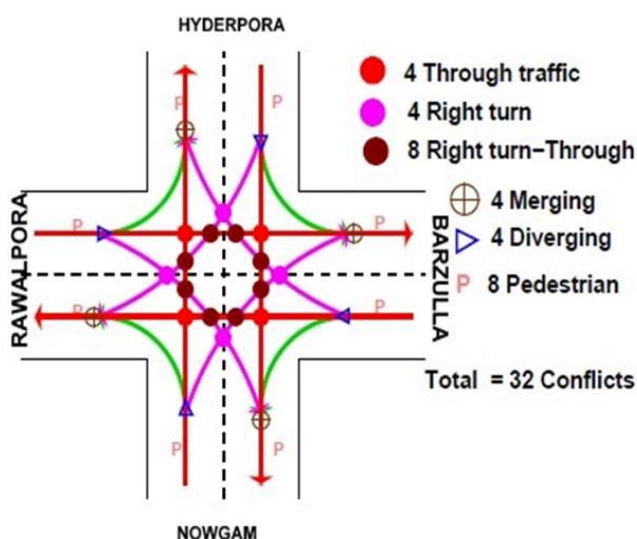 HYDERPORA
4 Through traffic
4 Right turn
8 Right turn-Through
4 Merging
4 Diverging
8 Pedestrian
Total = 32 Conflicts
RAWALPORA
BARZULLA
P
P
P
P
P
P
P
P
P
NOWGAM